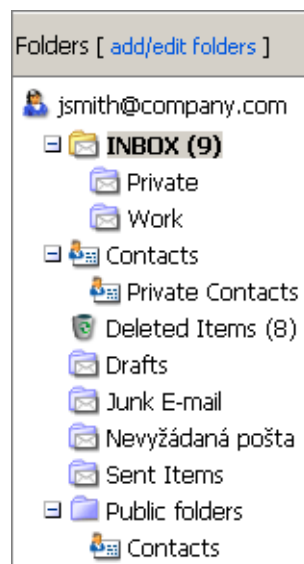 Folders [ add/edit folders ]
jsmith@company.com
INBOX (9)
Private
Work
Contacts
Private Contacts
Deleted Items (8)
Drafts
Junk E-mail
Nevyžádaná pošta
Sent Items
Public folders
Contacts